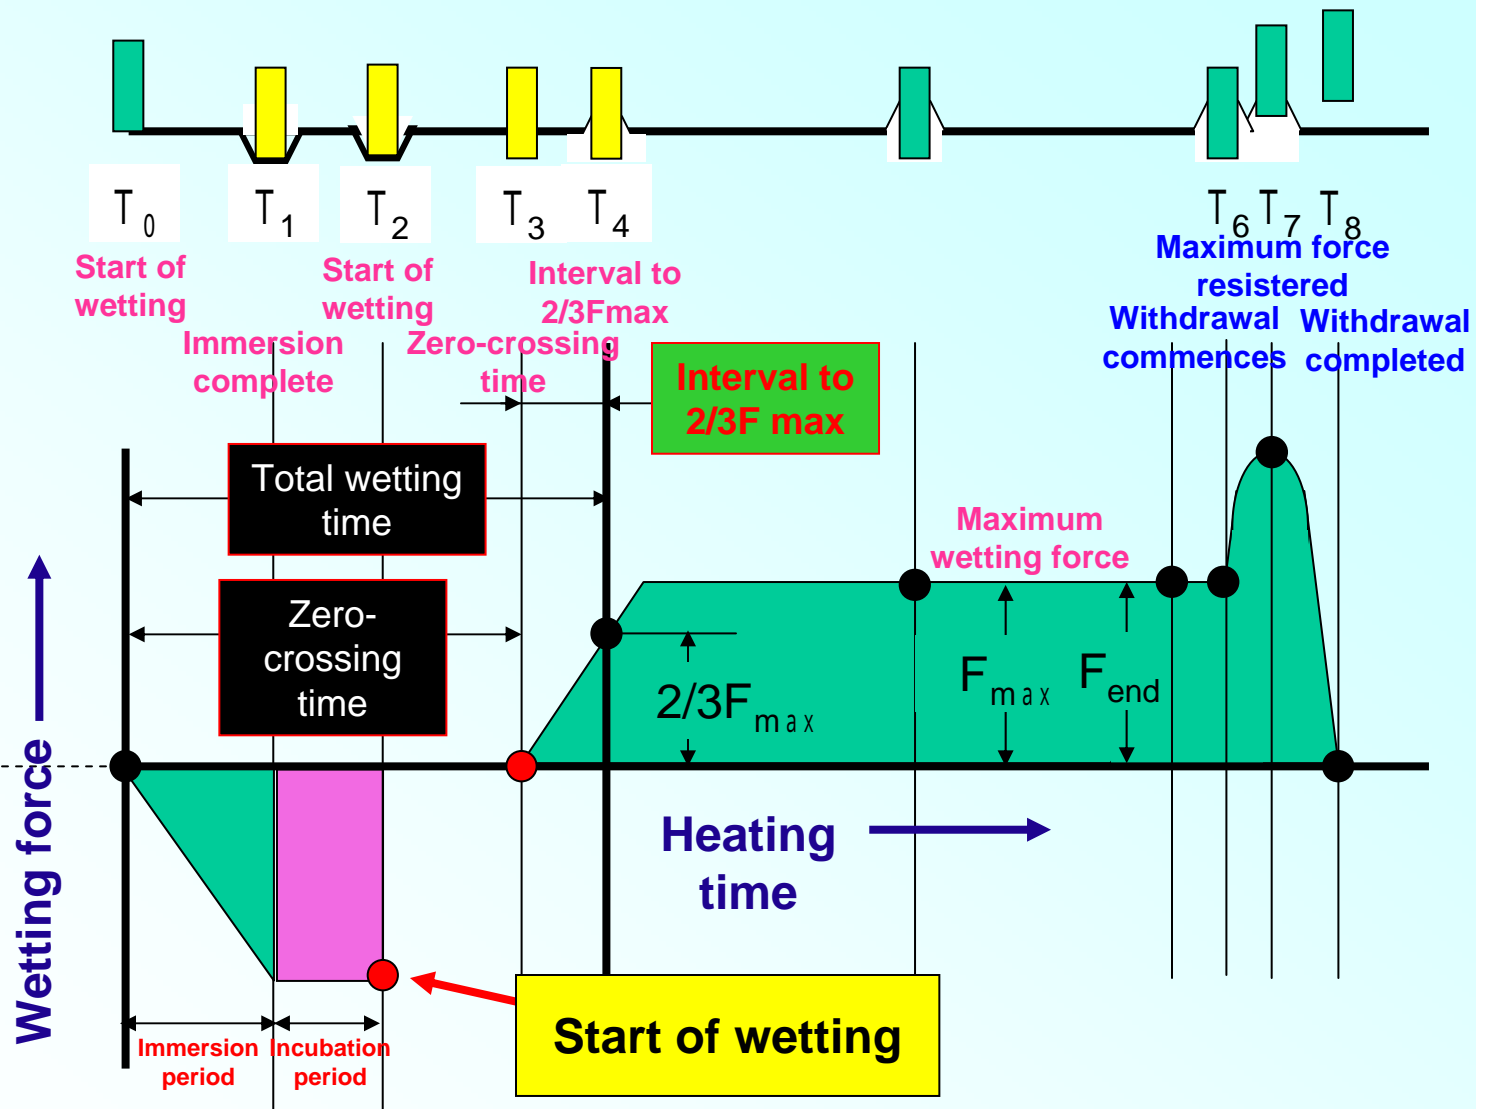 T0 T1 T2 T3 T4 T6 T7 T8
Start of
wetting
Immersion
complete
Start of
wetting
Zero-crossing
time
Interval to
2/3Fmax
Maximum force
resistered
Withdrawal
commences
Withdrawal
completed
Interval to
2/3F max
Total wetting
time
Zero-
crossing
time
Maximum
wetting force
2/3Fmax
Fmax
Fend
Wetting force
Heating
time
Start of wetting
Immersion
period
Incubation
period